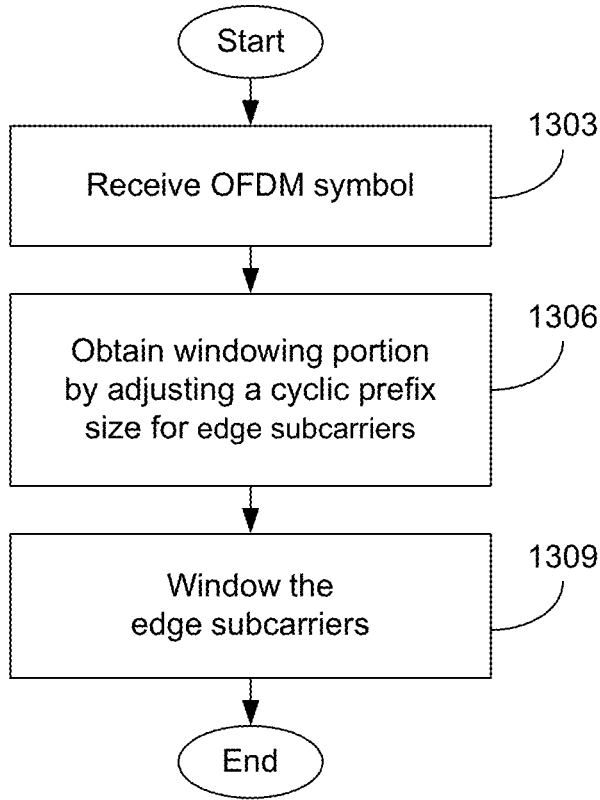 Start
1303
Receive OFDM symbol
1306
Obtain windowing portion
by adjusting a cyclic prefix
size for edge subcarriers
1309
Window the
edge subcarriers
End